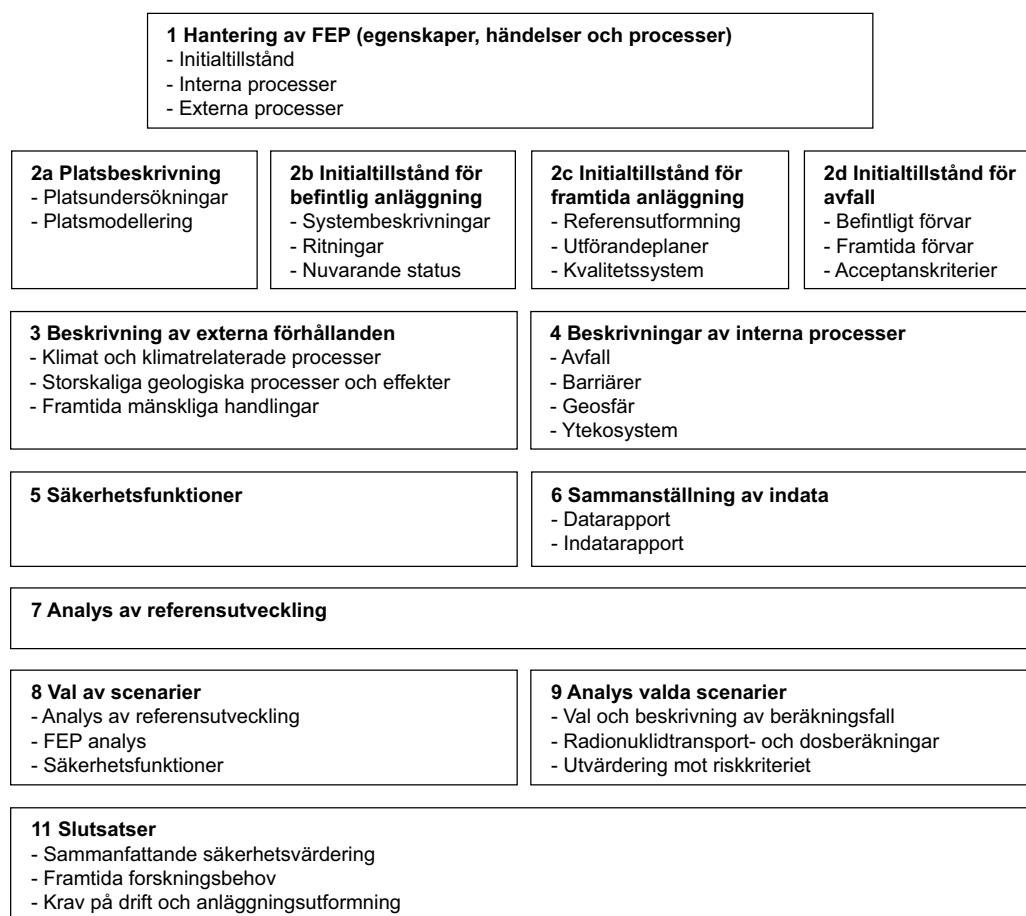 1 Hantering av FEP (egenskaper, händelser och processer)
- Initialtillstånd
- Interna processer
- Externa processer
2a Platsbeskrivning
- Platsundersökningar
- Platsmodellering
2b Initialtillstånd för
befintlig anläggning
- Systembeskrivningar
- Ritningar
- Nuvarande status
2c Initialtillstånd för
framtida anläggning
- Referensutformning
- Utförandeplaner
- Kvalitetssystem
2d Initialtillstånd för
avfall
- Befintligt förvar
- Framtida förvar
- Acceptanskriterier
3 Beskrivning av externa förhållanden
- Klimat och klimatrelaterade processer
- Storskaliga geologiska processer och effekter
- Framtida mänskliga handlingar
4 Beskrivningar av interna processer
- Avfall
- Barriärer
- Geosfär
- Ytekosystem
5 Säkerhetsfunktioner
6 Sammanställning av indata
- Datarapport
- Indatarapport
7 Analys av referensutveckling
8 Val av scenarier
- Analys av referensutveckling
- FEP analys
- Säkerhetsfunktioner
9 Analys valda scenarier
- Val och beskrivning av beräkningsfall
- Radionuklidtransport- och dosberäkningar
- Utvärdering mot riskkriteriet
11 Slutsatser
- Sammanfattande säkerhetsvärdering
- Framtida forskningsbehov
- Krav på drift och anläggningsutformning